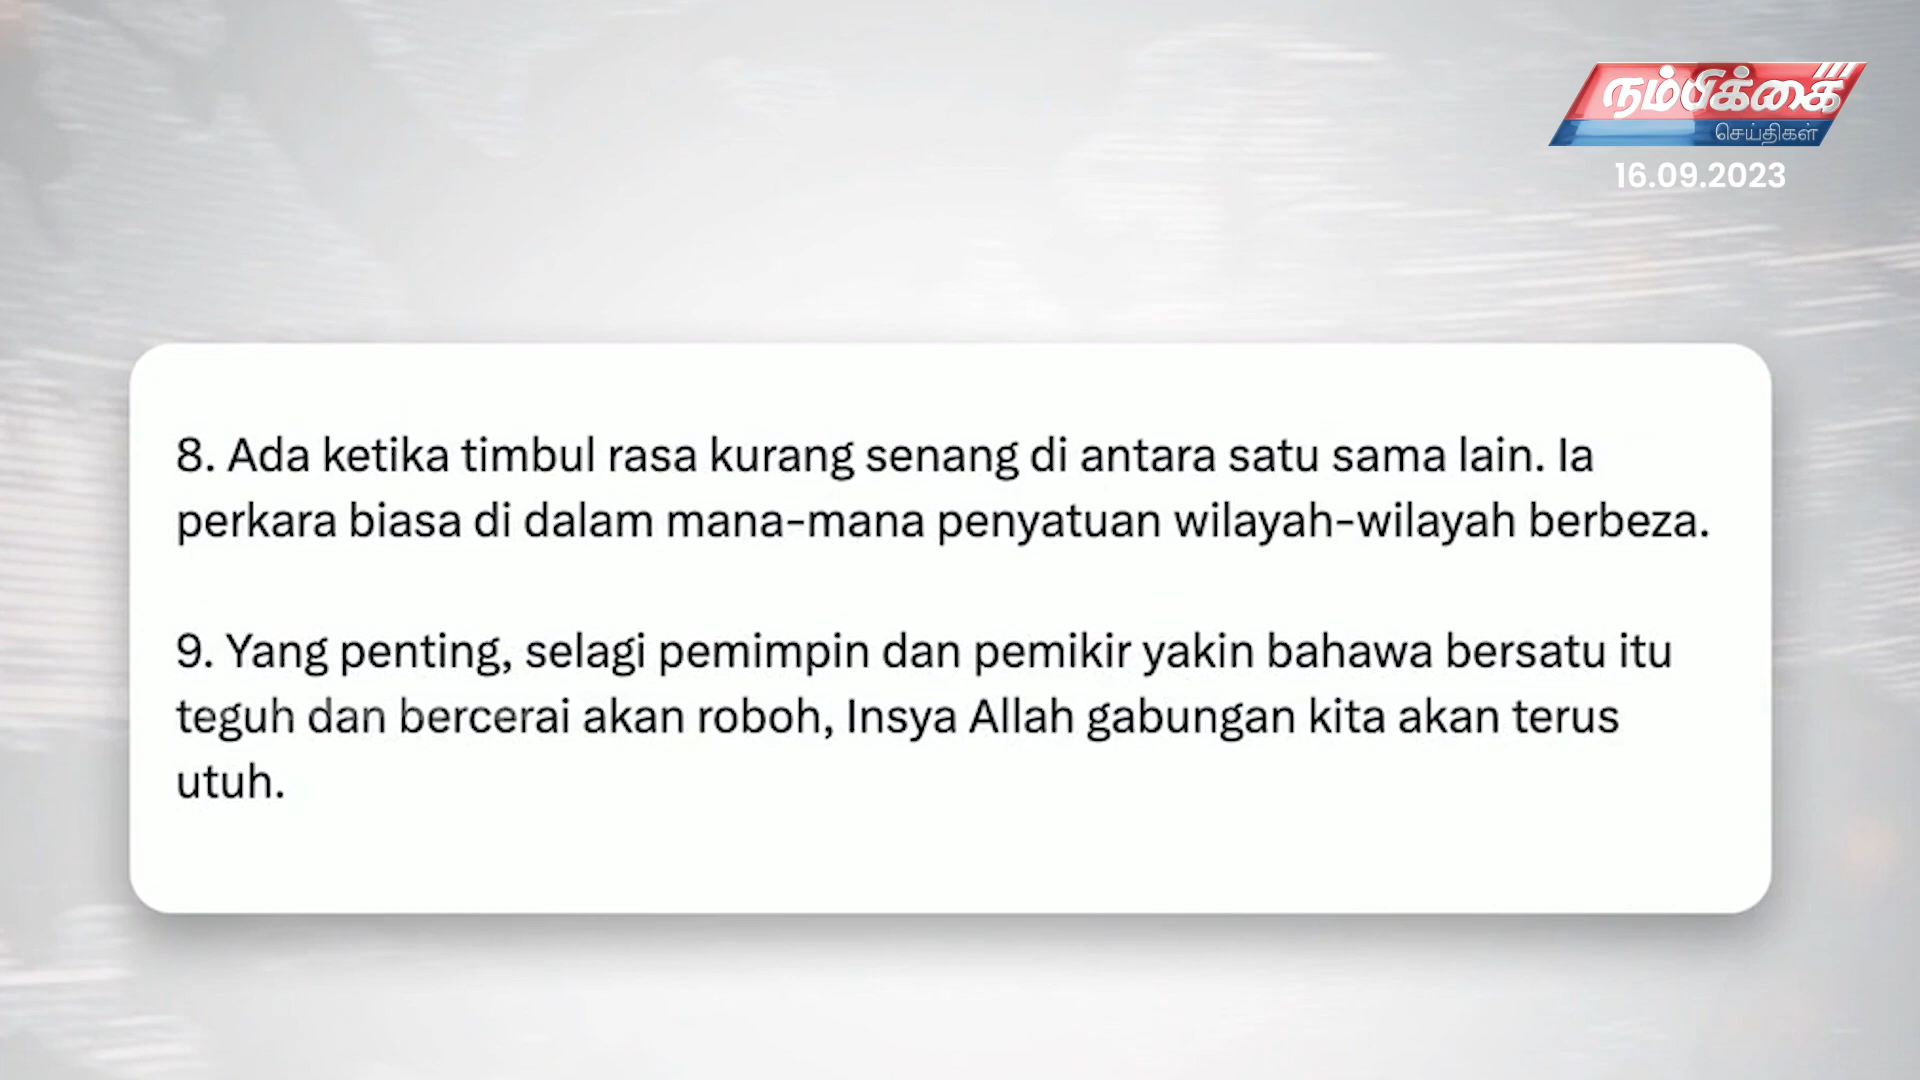 நம்பிக்கை
செய்திகள்
16.09.2023
8. Ada ketika timbul rasa kurang senang di antara satu sama lain. Ia
perkara biasa di dalam mana-mana penyatuan wilayah-wilayah berbeza.
9. Yang penting, selagi pemimpin dan pemikir yakin bahawa bersatu itu
teguh dan bercerai akan roboh, Insya Allah gabungan kita akan terus
utuh.